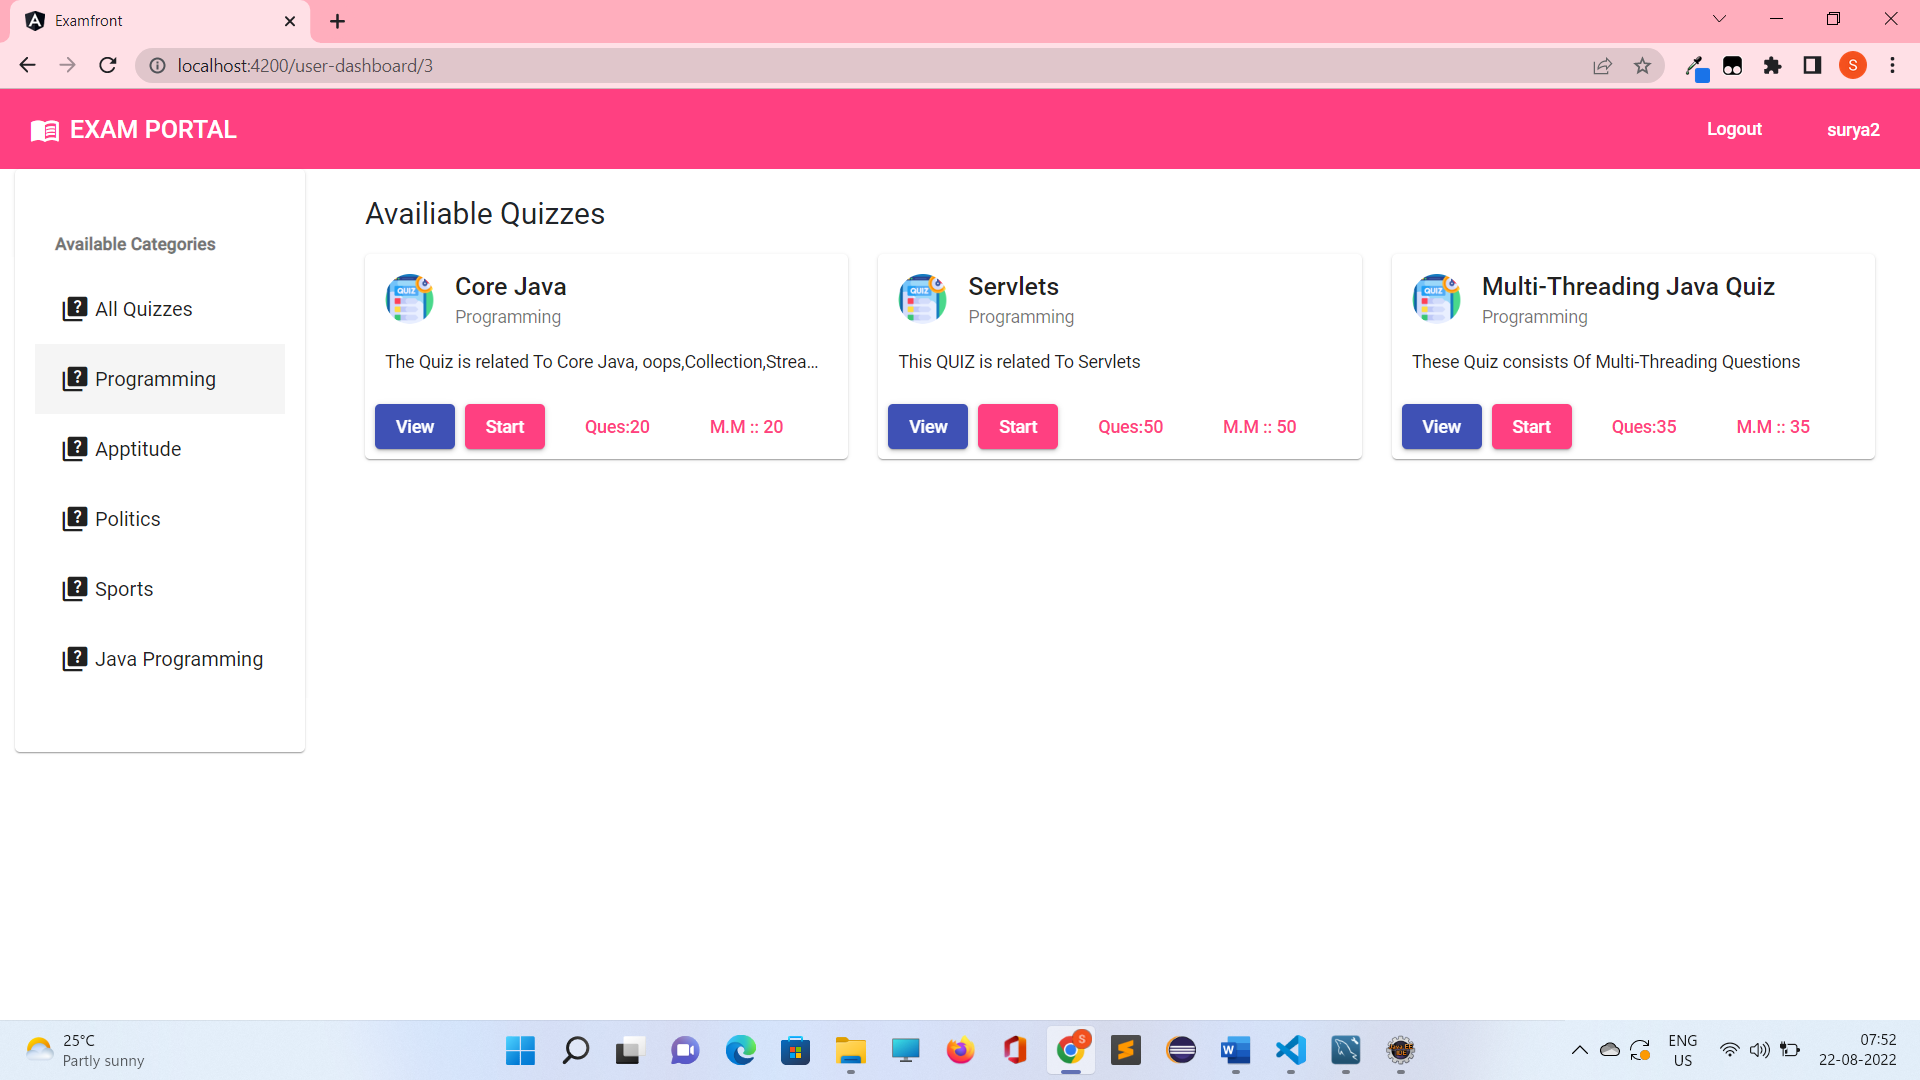 Examfront
localhost:4200/user-dashboard/3
S
EXAM PORTAL
Logout
surya2
Available Categories
All Quizzes
Programming
Apptitude
Politics
Sports
Java Programming
Availiable Quizzes
QUIZ
Core Java
Programming
The Quiz is related To Core Java, oops,Collection,Strea...
View
Start
Ques:20
M.M :: 20
QUIZ
Servlets
Programming
This QUIZ is related To Servlets
View
Start
Ques:50
M.M :: 50
QUIZ
Multi-Threading Java Quiz
Programming
These Quiz consists Of Multi-Threading Questions
View
Start
Ques:35
M.M :: 35
25°C
Partly sunny
S
ENG
US
07:52
22-08-2022